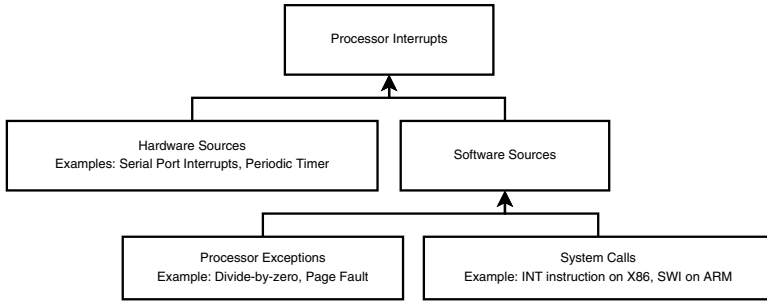 Processor Interrupts
Hardware Sources
Examples: Serial Port Interrupts, Periodic Timer
Software Sources
Processor Exceptions
Example: Divide-by-zero, Page Fault
System Calls
Example: INT instruction on X86, SWI on ARM